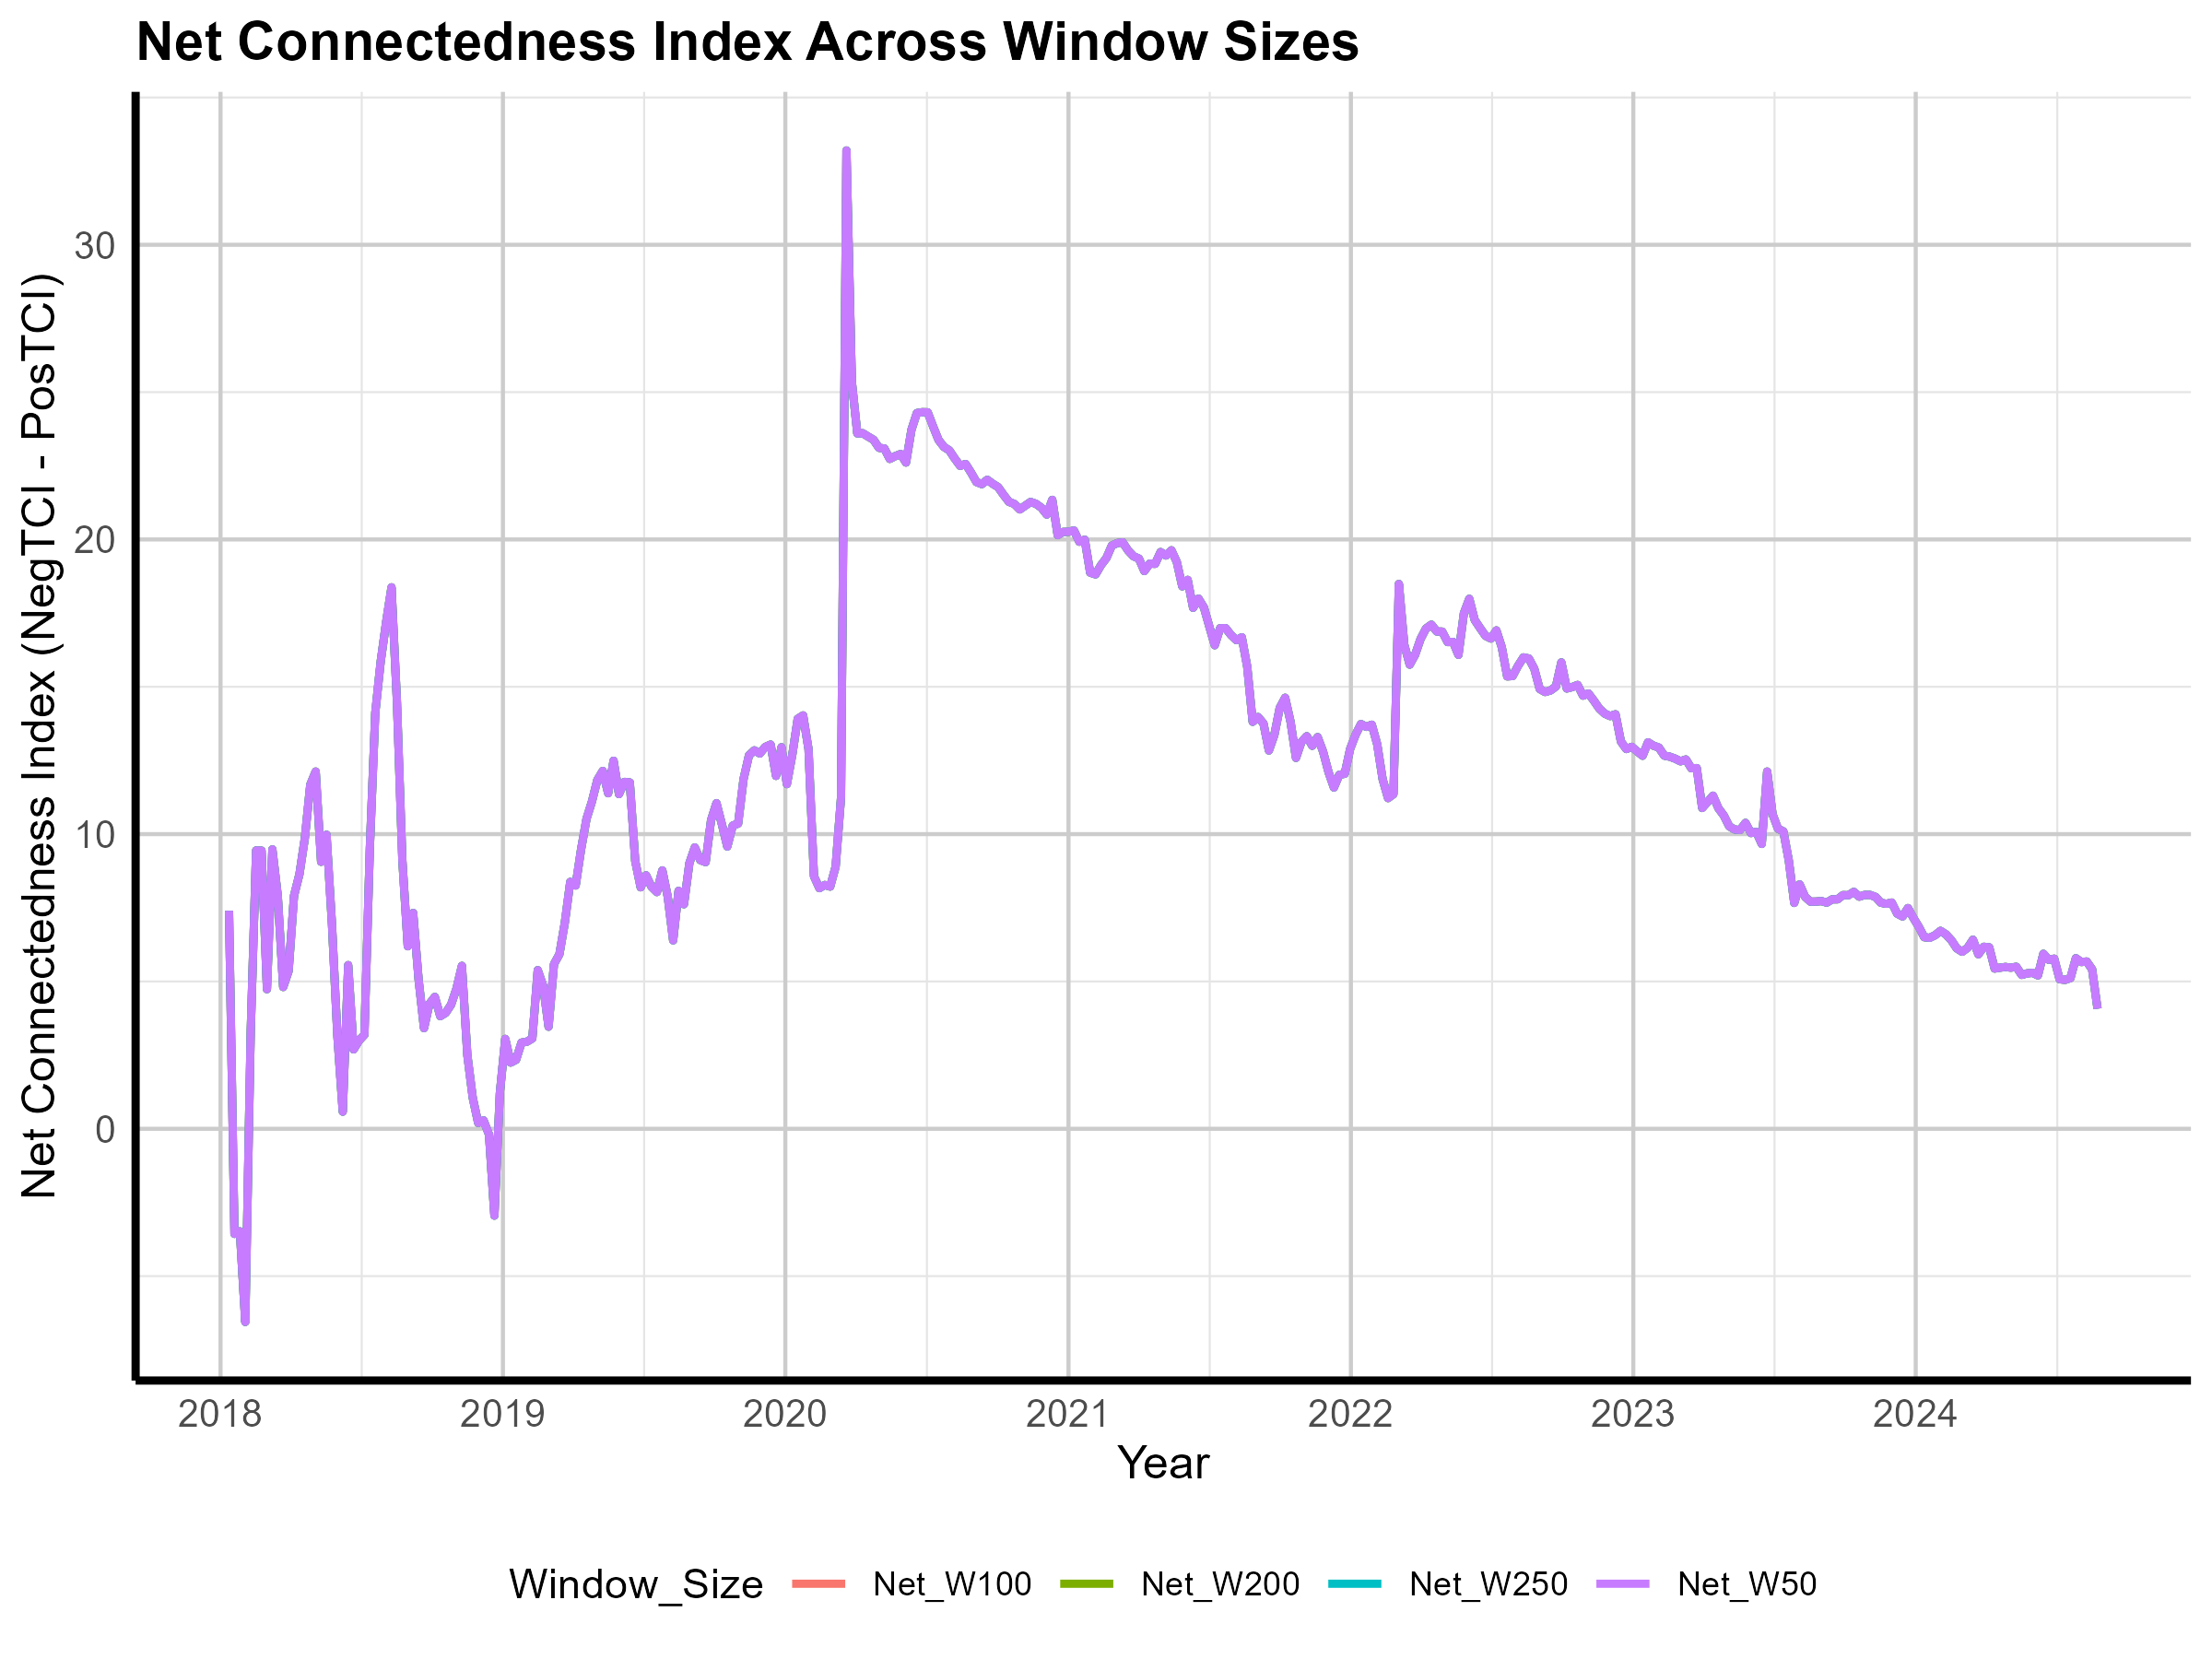 Net Connectedness Index Across Window Sizes
Net Connectedness Index (NegTCI - PosTCI)
30
20
10
0
2018 2019 2020 2021 2022 2023 2024
Year
Window_Size Net_W100 Net_W200 Net_W250 Net_W50